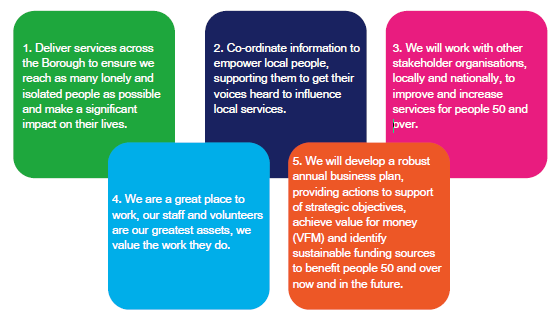 1. Deliver services across
the Borough to ensure we
reach as many lonely and
isolated people as possible
and make a significant
impact on their lives.
2. Co-ordinate information to
empower local people,
supporting them to get their
voices heard to influence
local services.
3. We will work with other
stakeholder organisations,
locally and nationally, to
improve and increase
services for people 50 and
over.
4. We are a great place to
work, our staff and volunteers
are our greatest assets, we
value the work they do.
5. We will develop a robust
annual business plan,
providing actions to support
of strategic objectives,
achieve value for money
(VFM) and identify
sustainable funding sources
to benefit people 50 and over
now and in the future.